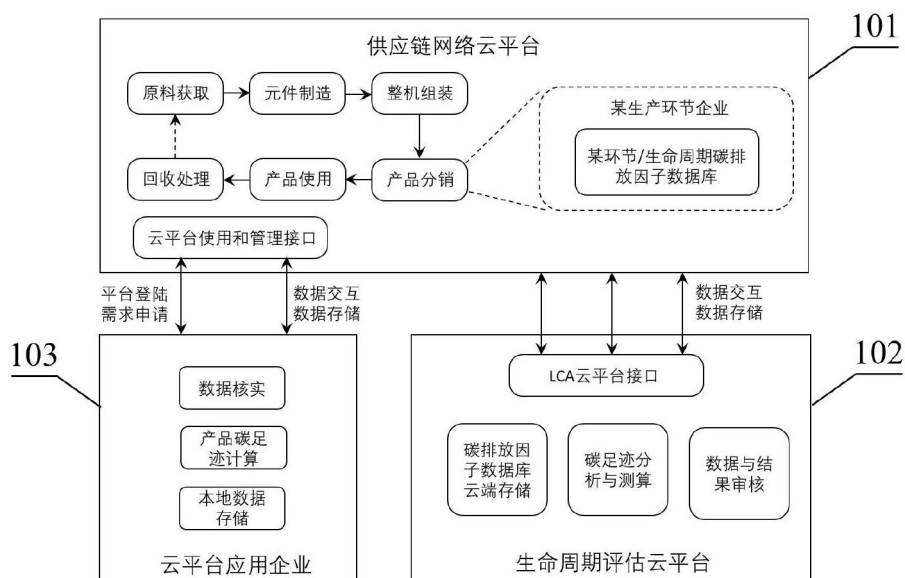 101
供应链网络云平台
原料获取
元件制造
整机组装
某生产环节企业
某环节/生命周期碳排
放因子数据库
回收处理
产品使用
产品分销
云平台使用和管理接口
平台登陆
需求申请
数据交互
数据存储
数据交互
数据存储
103
102
数据核实
产品碳足
迹计算
本地数据
存储
云平台应用企业
LCA云平台接口
碳排放因
子数据库
云端存储
碳足迹分
析与测算
数据与结
果审核
生命周期评估云平台